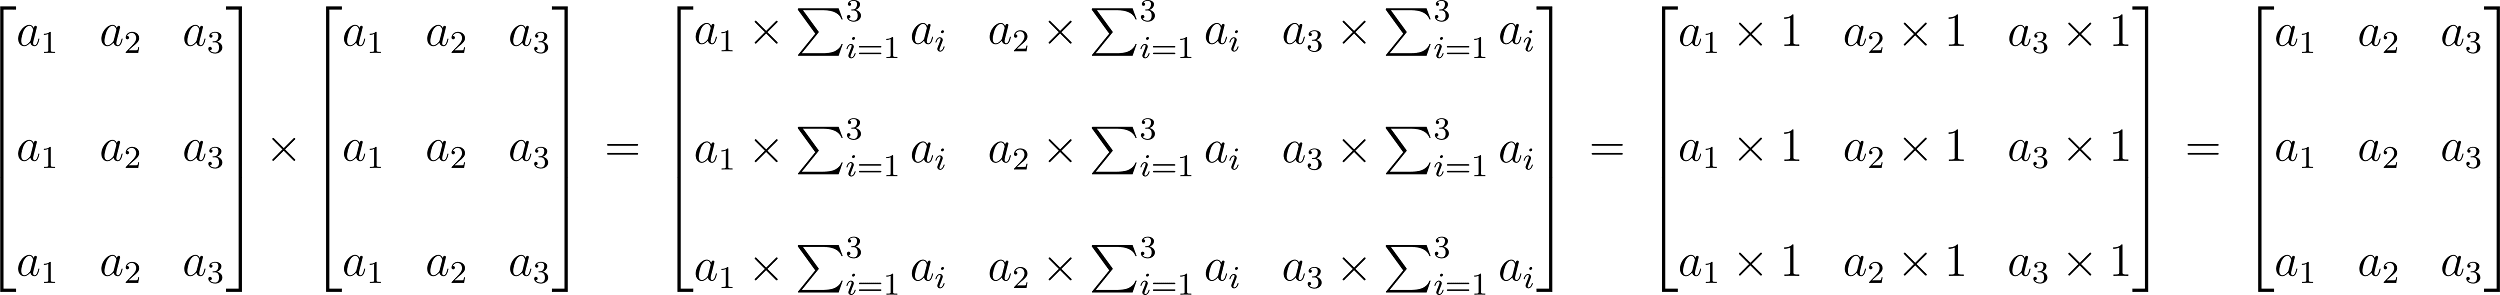 [a₁ a₂ a₃] [a₁ a₂ a₃] [a₁ × ∑³ᵢ₌₁ aᵢ a₂ × ∑³ᵢ₌₁ aᵢ a₃ × ∑³ᵢ₌₁ aᵢ] [a₁ × 1 a₂ × 1 a₃ × 1] [a₁ a₂ a₃]
[a₁ a₂ a₃] × [a₁ a₂ a₃] = [a₁ × ∑³ᵢ₌₁ aᵢ a₂ × ∑³ᵢ₌₁ aᵢ a₃ × ∑³ᵢ₌₁ aᵢ] = [a₁ × 1 a₂ × 1 a₃ × 1] = [a₁ a₂ a₃]
[a₁ a₂ a₃] [a₁ a₂ a₃] [a₁ × ∑³ᵢ₌₁ aᵢ a₂ × ∑³ᵢ₌₁ aᵢ a₃ × ∑³ᵢ₌₁ aᵢ] [a₁ × 1 a₂ × 1 a₃ × 1] [a₁ a₂ a₃]